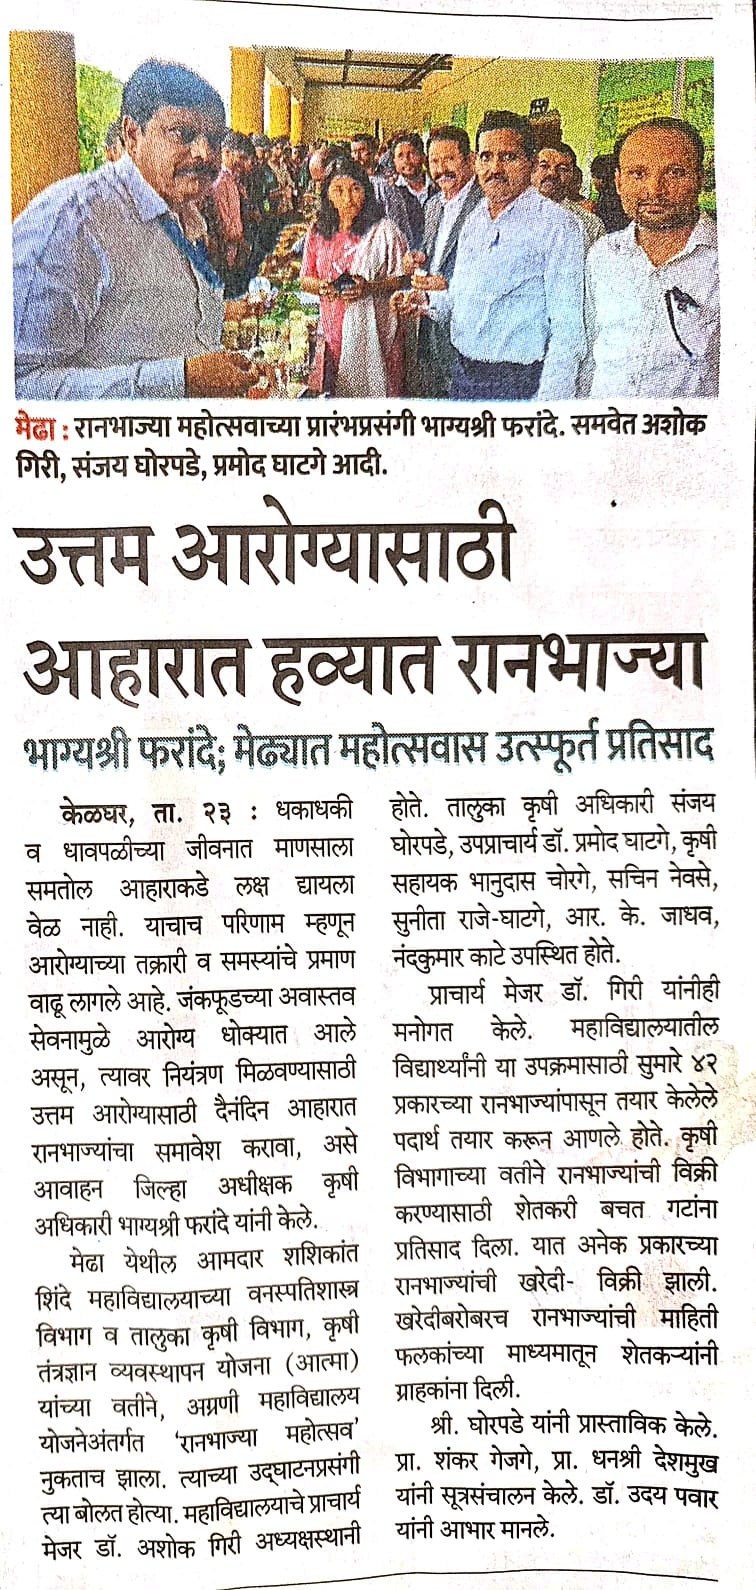 मेढा : रानभाज्या महोत्सवाच्या प्रारंभप्रसंगी भाग्यश्री फरांदे. समवेत अशोक
गिरी, संजय घोरपडे, प्रमोद घाटगे आदी.
उत्तम आरोग्यासाठी
आहारात हव्यात रानभाज्या
भाग्यश्री फरांदे; मेढ्यात महोत्सवास उत्स्फूर्त प्रतिसाद
केळघर, ता. २३ : धकाधकी
व धावपळीच्या जीवनात माणसाला
समतोल आहाराकडे लक्ष द्यायला
वेळ नाही. याचाच परिणाम म्हणून
आरोग्याच्या तक्रारी व समस्यांचे प्रमाण
वाढू लागले आहे. जंकफूडच्या अवास्तव
सेवनामुळे आरोग्य धोक्यात आले
असून, त्यावर नियंत्रण मिळवण्यासाठी
उत्तम आरोग्यासाठी दैनंदिन आहारात
रानभाज्यांचा समावेश करावा, असे
आवाहन जिल्हा अधीक्षक कृषी
अधिकारी भाग्यश्री फरांदे यांनी केले.
मेढा येथील आमदार शशिकांत
शिंदे महाविद्यालयाच्या वनस्पतिशास्त्र
विभाग व तालुका कृषी विभाग, कृषी
तंत्रज्ञान व्यवस्थापन योजना (आत्मा)
यांच्या वतीने, अग्रणी महाविद्यालय
योजनेअंतर्गत 'रानभाज्या महोत्सव'
नुकताच झाला. त्याच्या उद्‌घाटनप्रसंगी
त्या बोलत होत्या. महाविद्यालयाचे प्राचार्य
मेजर डॉ. अशोक गिरी अध्यक्षस्थानी
होते. तालुका कृषी अधिकारी संजय
घोरपडे, उपप्राचार्य डॉ. प्रमोद घाटगे, कृषी
सहायक भानुदास चोरगे, सचिन नेवसे,
सुनीता राजे-घाटगे, आर. के. जाधव,
नंदकुमार काटे उपस्थित होते.
प्राचार्य मेजर डॉ. गिरी यांनीही
मनोगत केले. महाविद्यालयातील
विद्यार्थ्यांनी या उपक्रमासाठी सुमारे ४२
प्रकारच्या रानभाज्यांपासून तयार केलेले
पदार्थ तयार करून आणले होते. कृषी
विभागाच्या वतीने रानभाज्यांची विक्री
करण्यासाठी शेतकरी बचत गटांना
प्रतिसाद दिला. यात अनेक प्रकारच्या
रानभाज्यांची खरेदी- विक्री झाली.
खरेदीबरोबरच रानभाज्यांची माहिती
फलकांच्या माध्यमातून शेतकऱ्यांनी
ग्राहकांना दिली.
श्री. घोरपडे यांनी प्रास्ताविक केले.
प्रा. शंकर गेजगे, प्रा. धनश्री देशमुख
यांनी सूत्रसंचालन केले. डॉ. उदय पवार
यांनी आभार मानले.